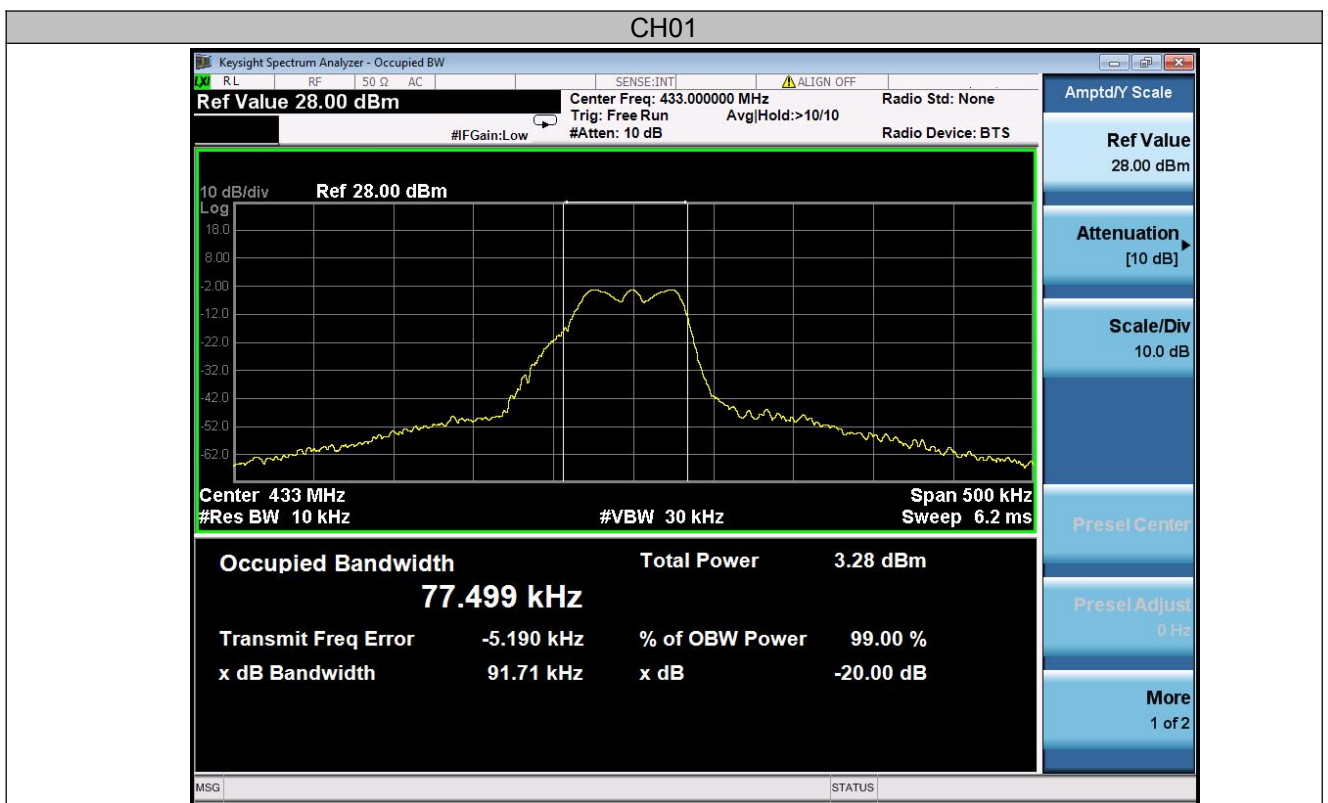 CH01
Keysight Spectrum Analyzer - Occupied BW
LXI RL RF 50 Ω AC SENSE:INT ALIGN OFF
Ref Value 28.00 dBm Center Freq: 433.000000 MHz Radio Std: None
Trig: Free Run Avg|Hold:>10/10
#IFGain:Low #Atten: 10 dB Radio Device: BTS
10 dB/div Ref 28.00 dBm
Log
18.0
8.00
-2.00
-12.0
-22.0
-32.0
-42.0
-52.0
-62.0
Center 433 MHz Span 500 kHz
#Res BW 10 kHz #VBW 30 kHz Sweep 6.2 ms
Occupied Bandwidth Total Power 3.28 dBm
77.499 kHz
Transmit Freq Error -5.190 kHz % of OBW Power 99.00 %
x dB Bandwidth 91.71 kHz x dB -20.00 dB
MSG STATUS
Amptd/Y Scale
Ref Value
28.00 dBm
Attenuation
[10 dB]
Scale/Div
10.0 dB
Presel Center
Presel Adjust
0 Hz
More
1 of 2